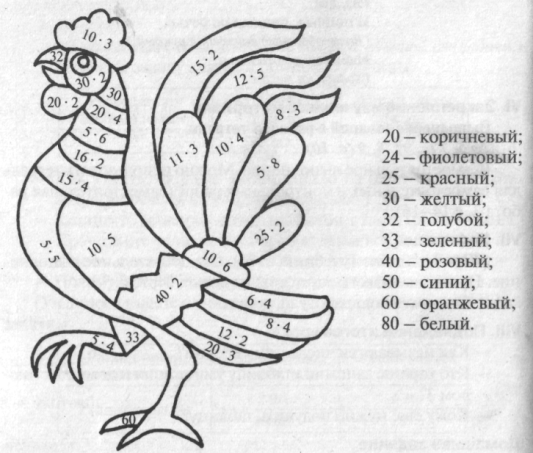 10 · 3
32
30 · 2
30
20 · 2
20 · 4
5 · 6
16 · 2
15 · 4
5 · 5
10 · 5
15 · 2
12 · 5
11 · 3
10 · 4
8 · 3
5 · 8
25 · 2
10 · 6
40 · 2
6 · 4
8 · 4
12 · 2
20 · 3
33
5 · 4
60
20 – коричневый;
24 – фиолетовый;
25 – красный;
30 – желтый;
32 – голубой;
33 – зеленый;
40 – розовый;
50 – синий;
60 – оранжевый;
80 – белый.